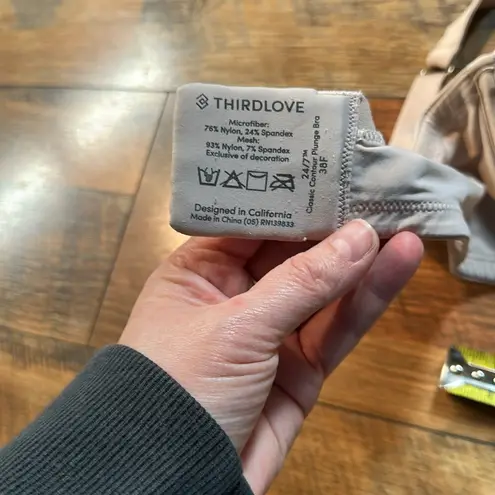 THIRDLOVE
Microfiber:
76% Nylon, 24% Spandex
Mesh:
93% Nylon, 7% Spandex
Exclusive of decoration
Designed in California
Made in China (05) RN139833
24/7™
Classic Contour Plunge Bra
38F